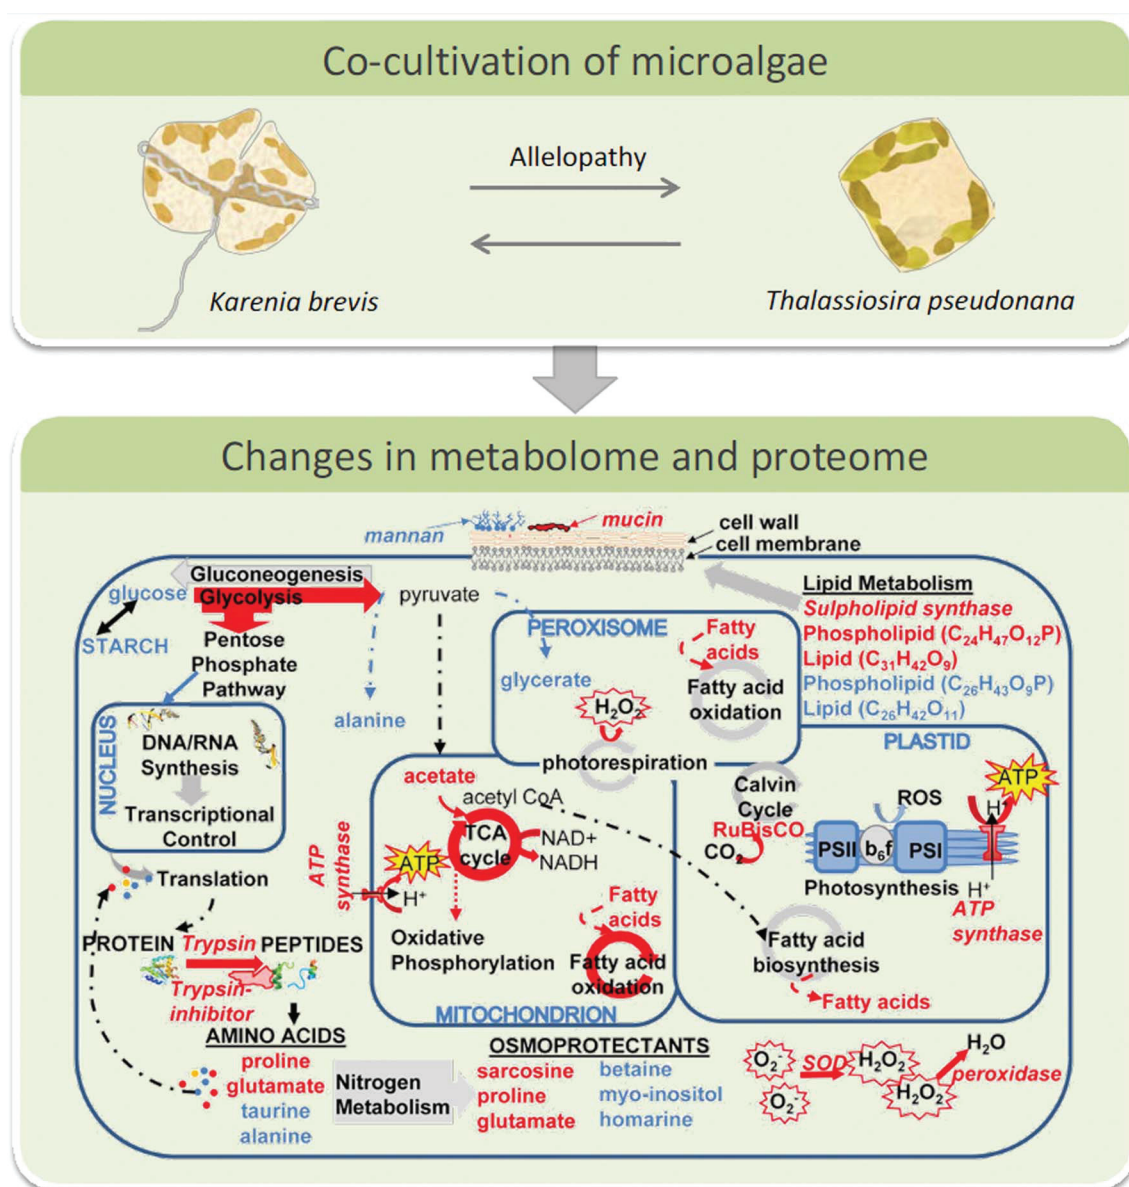 Co-cultivation of microalgae
Allelopathy
Karenia brevis
Thalassiosira pseudonana
Changes in metabolome and proteome
mannan
mucin
cell wall
cell membrane
Gluconeogenesis
glucose
Glycolysis
pyruvate
STARCH
Pentose
Phosphate
Pathway
alanine
PEROXISOME
glycerate
Fatty
acids
Fatty acid
oxidation
H₂O₂
photorespiration
Lipid Metabolism
Sulpholipid synthase
Phospholipid (C₂₄H₄₇O₁₂P)
Lipid (C₃₁H₄₂O₉)
Phospholipid (C₂₆H₄₃O₉P)
Lipid (C₂₆H₄₂O₁₁)
NUCLEUS
DNA/RNA
Synthesis
Transcriptional
Control
Translation
PROTEIN
Trypsin
PEPTIDES
Trypsin-
inhibitor
AMINO ACIDS
proline
glutamate
taurine
alanine
Nitrogen
Metabolism
acetate
acetyl CoA
TCA
cycle
NAD+
NADH
ATP
synthase
ATP
H⁺
Oxidative
Phosphorylation
Fatty
acids
Fatty acid
oxidation
MITOCHONDRION
PLASTID
Calvin
Cycle
RuBisCO
CO₂
ROS
ATP
H⁺
PSII
b₆f
PSI
Photosynthesis
H⁺
ATP
synthase
Fatty acid
biosynthesis
Fatty acids
OSMOPROTECTANTS
sarcosine
proline
glutamate
betaine
myo-inositol
homarine
O₂⁻
O₂⁻
SOD
H₂O₂
H₂O₂
H₂O
peroxidase